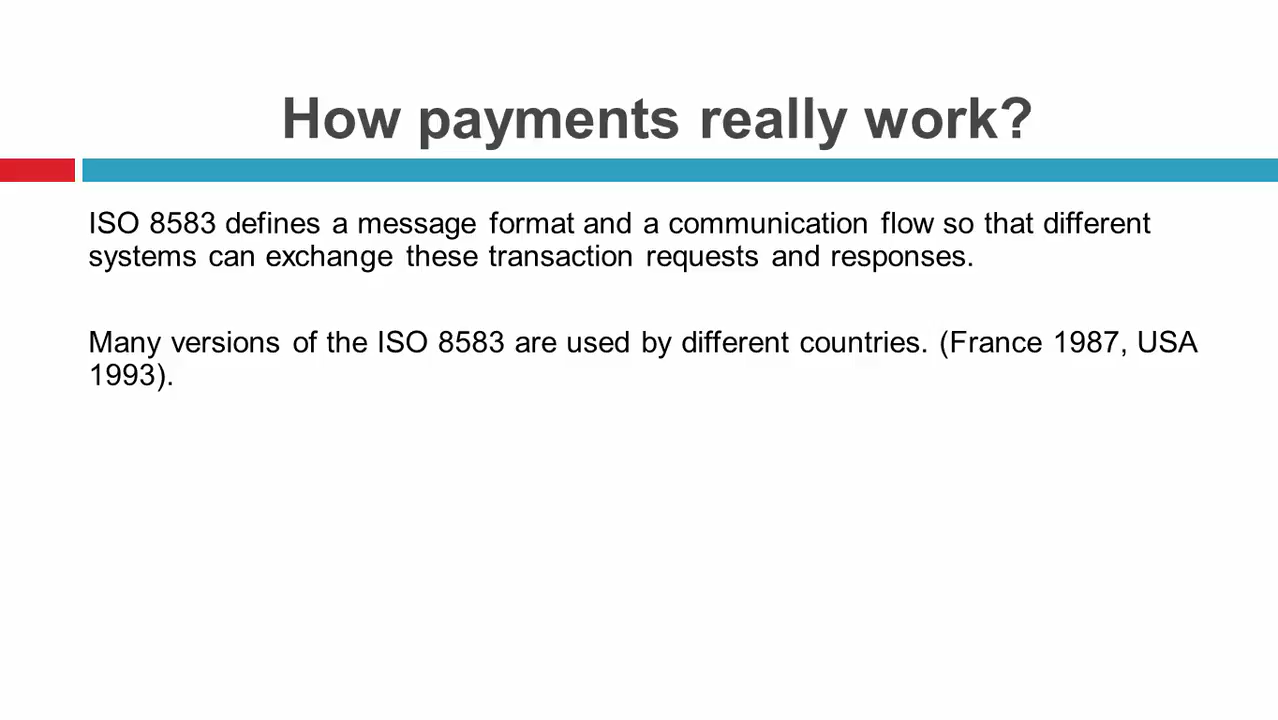 How payments really work?
ISO 8583 defines a message format and a communication flow so that different
systems can exchange these transaction requests and responses.
Many versions of the ISO 8583 are used by different countries. (France 1987, USA
1993).